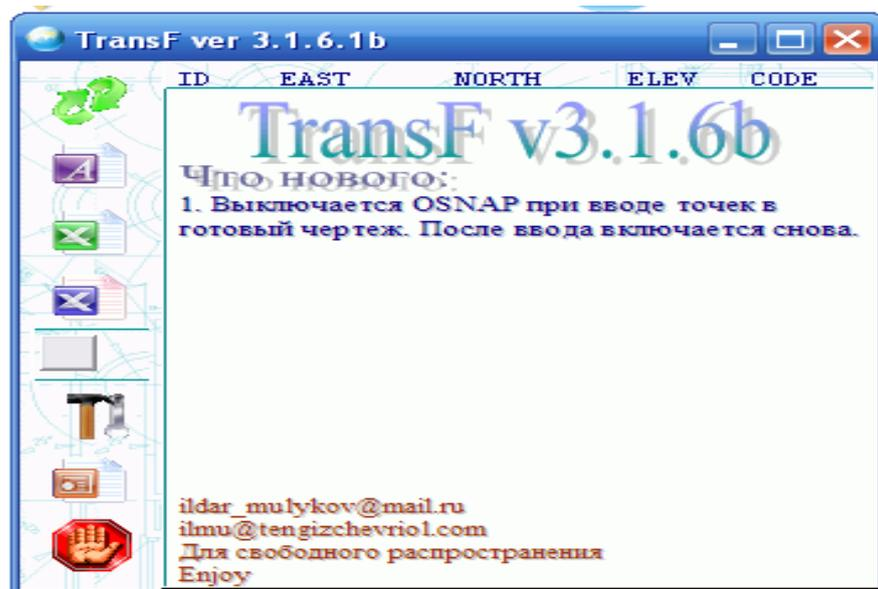 TransF ver 3.1.6.1b
ID EAST NORTH ELEV CODE
TransF v3.1.6b
Что нового:
1. Выключается OSNAP при вводе точек в
готовый чертеж. После ввода включается снова.
ildar_mulykov@mail.ru
ilmu@tengizchevriol.com
Для свободного распространения
Enjoy